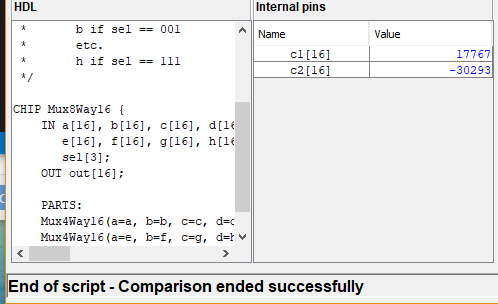 HDL
Internal pins
*       b if sel == 001
*       etc.
*       h if sel == 111
*/
CHIP Mux8Way16 {
IN a[16], b[16], c[16], d[16
e[16], f[16], g[16], h[16
sel[3];
OUT out[16];
PARTS:
Mux4Way16(a=a, b=b, c=c, d=
Mux4Way16(a=e, b=f, c=g, d=h
Name Value
c1[16] 17767
c2[16] -30293
End of script - Comparison ended successfully